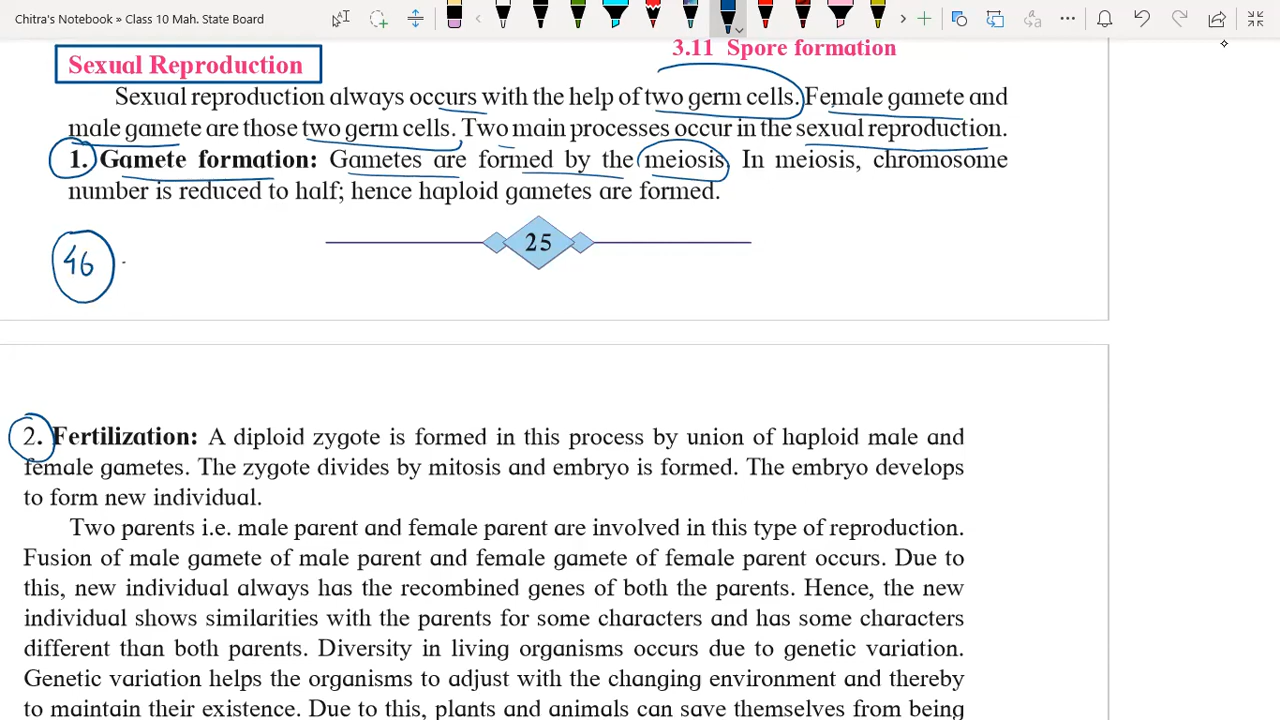 Chitra's Notebook » Class 10 Mah. State Board
3.11 Spore formation
Sexual Reproduction
Sexual reproduction always occurs with the help of two germ cells. Female gamete and
male gamete are those two germ cells. Two main processes occur in the sexual reproduction.
1. Gamete formation: Gametes are formed by the meiosis. In meiosis, chromosome
number is reduced to half; hence haploid gametes are formed.
25
46
2. Fertilization: A diploid zygote is formed in this process by union of haploid male and
female gametes. The zygote divides by mitosis and embryo is formed. The embryo develops
to form new individual.
Two parents i.e. male parent and female parent are involved in this type of reproduction.
Fusion of male gamete of male parent and female gamete of female parent occurs. Due to
this, new individual always has the recombined genes of both the parents. Hence, the new
individual shows similarities with the parents for some characters and has some characters
different than both parents. Diversity in living organisms occurs due to genetic variation.
Genetic variation helps the organisms to adjust with the changing environment and thereby
to maintain their existence. Due to this, plants and animals can save themselves from being